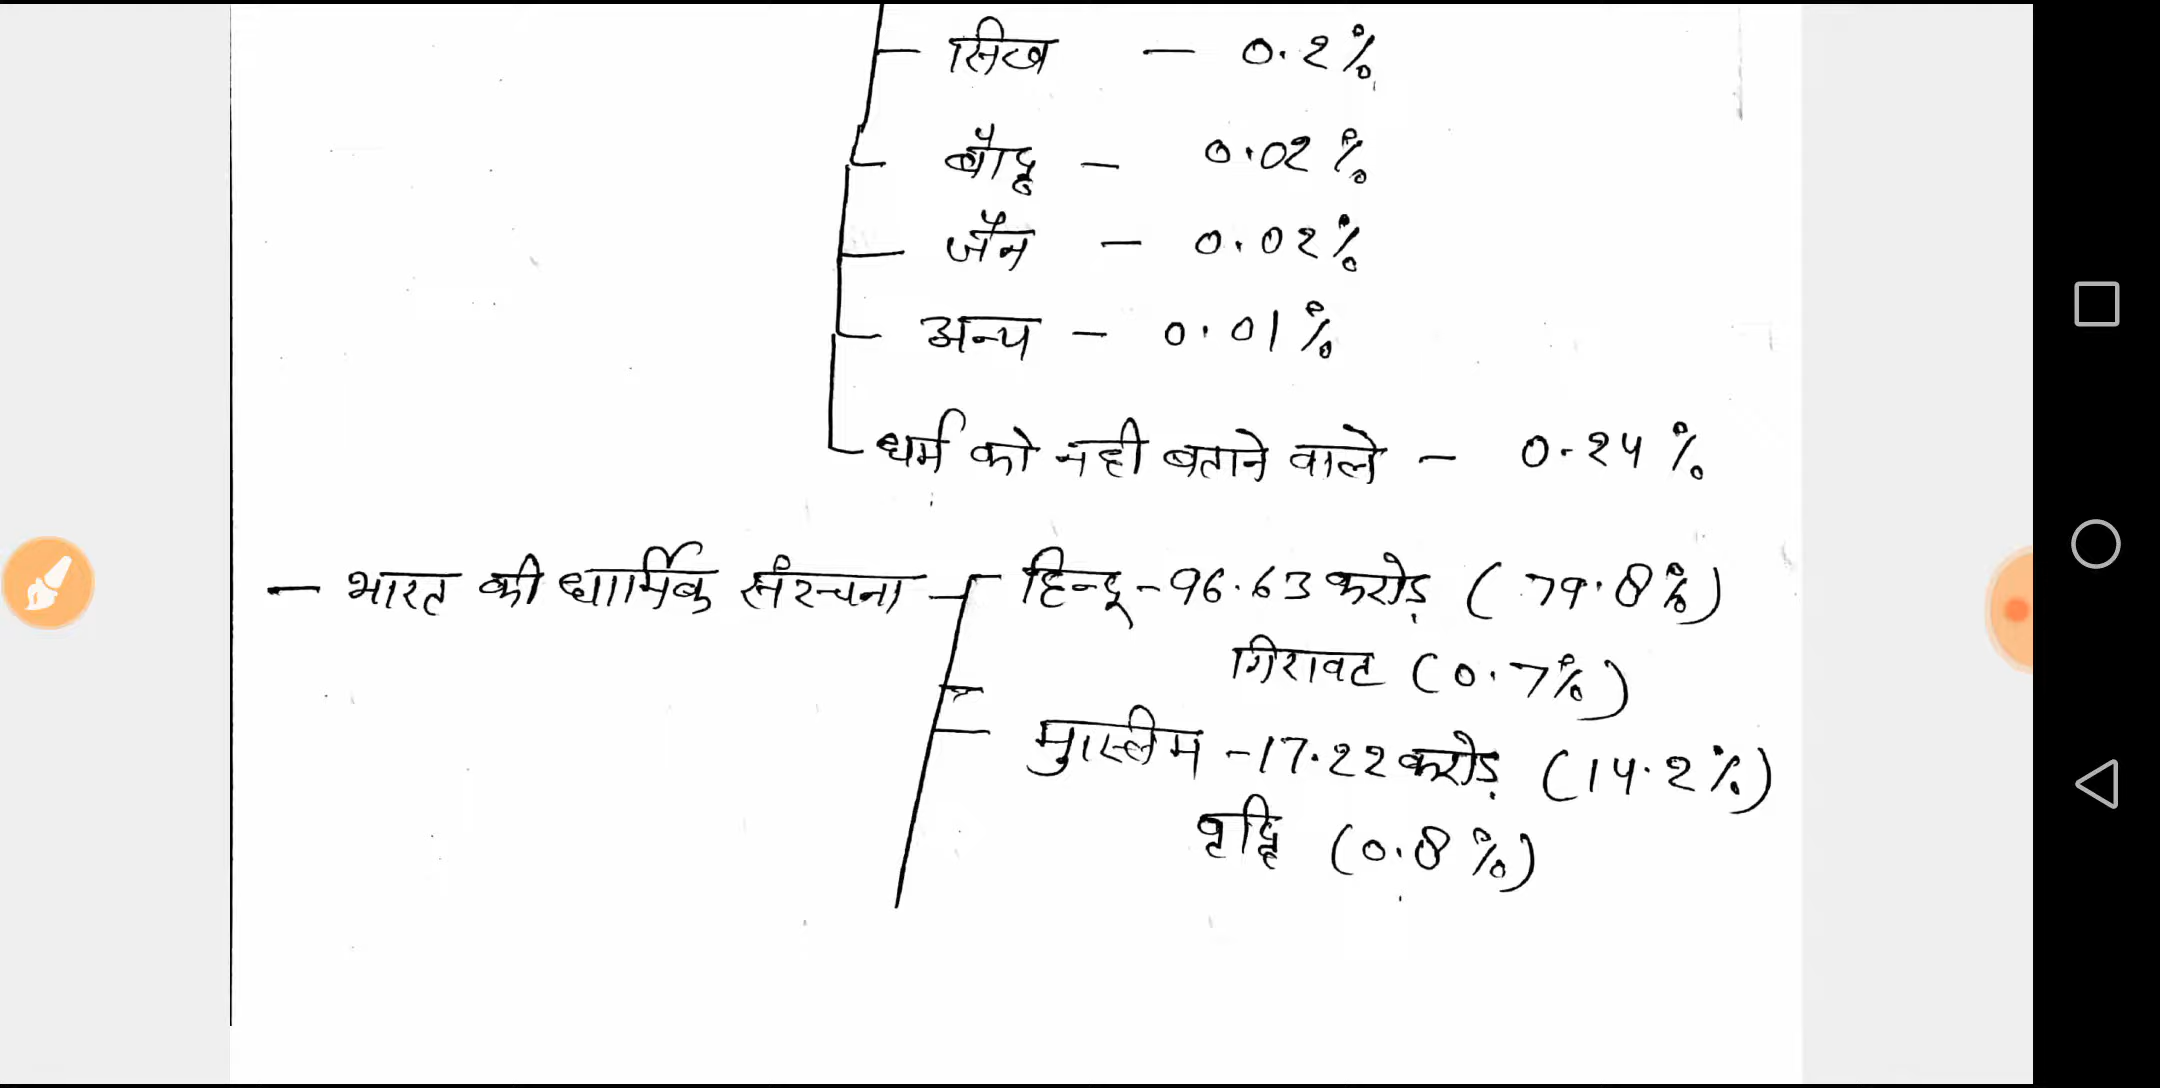 सिख - 0.2%
बौद्ध - 0.02%
जैन - 0.02%
अन्य - 0.01%
धर्म को नही बताने वाले - 0.24%
- भारत की धार्मिक संरचना - हिन्दू - 96.63 करोड़ (79.8%)
गिरावट (0.7%)
मुस्लिम - 17.22 करोड़ (14.2%)
वृद्धि (0.8%)